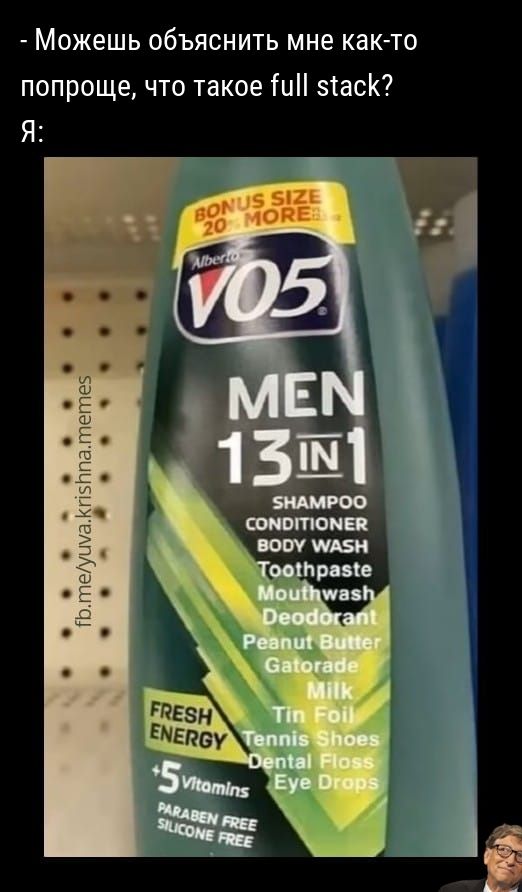 - Можешь объяснить мне как-то
попроще, что такое full stack?
Я:
BONUS SIZE
20% MORE
Alberto
VO5
MEN
13 IN 1
SHAMPOO
CONDITIONER
BODY WASH
Toothpaste
Mouthwash
Deodorant
Peanut Butter
Gatorade
Milk
Tin Foil
Tennis Shoes
Dental Floss
Eye Drops
FRESH
ENERGY
+5 Vitamins
PARABEN FREE
SILICONE FREE
fb.me/yuva.krishna.memes